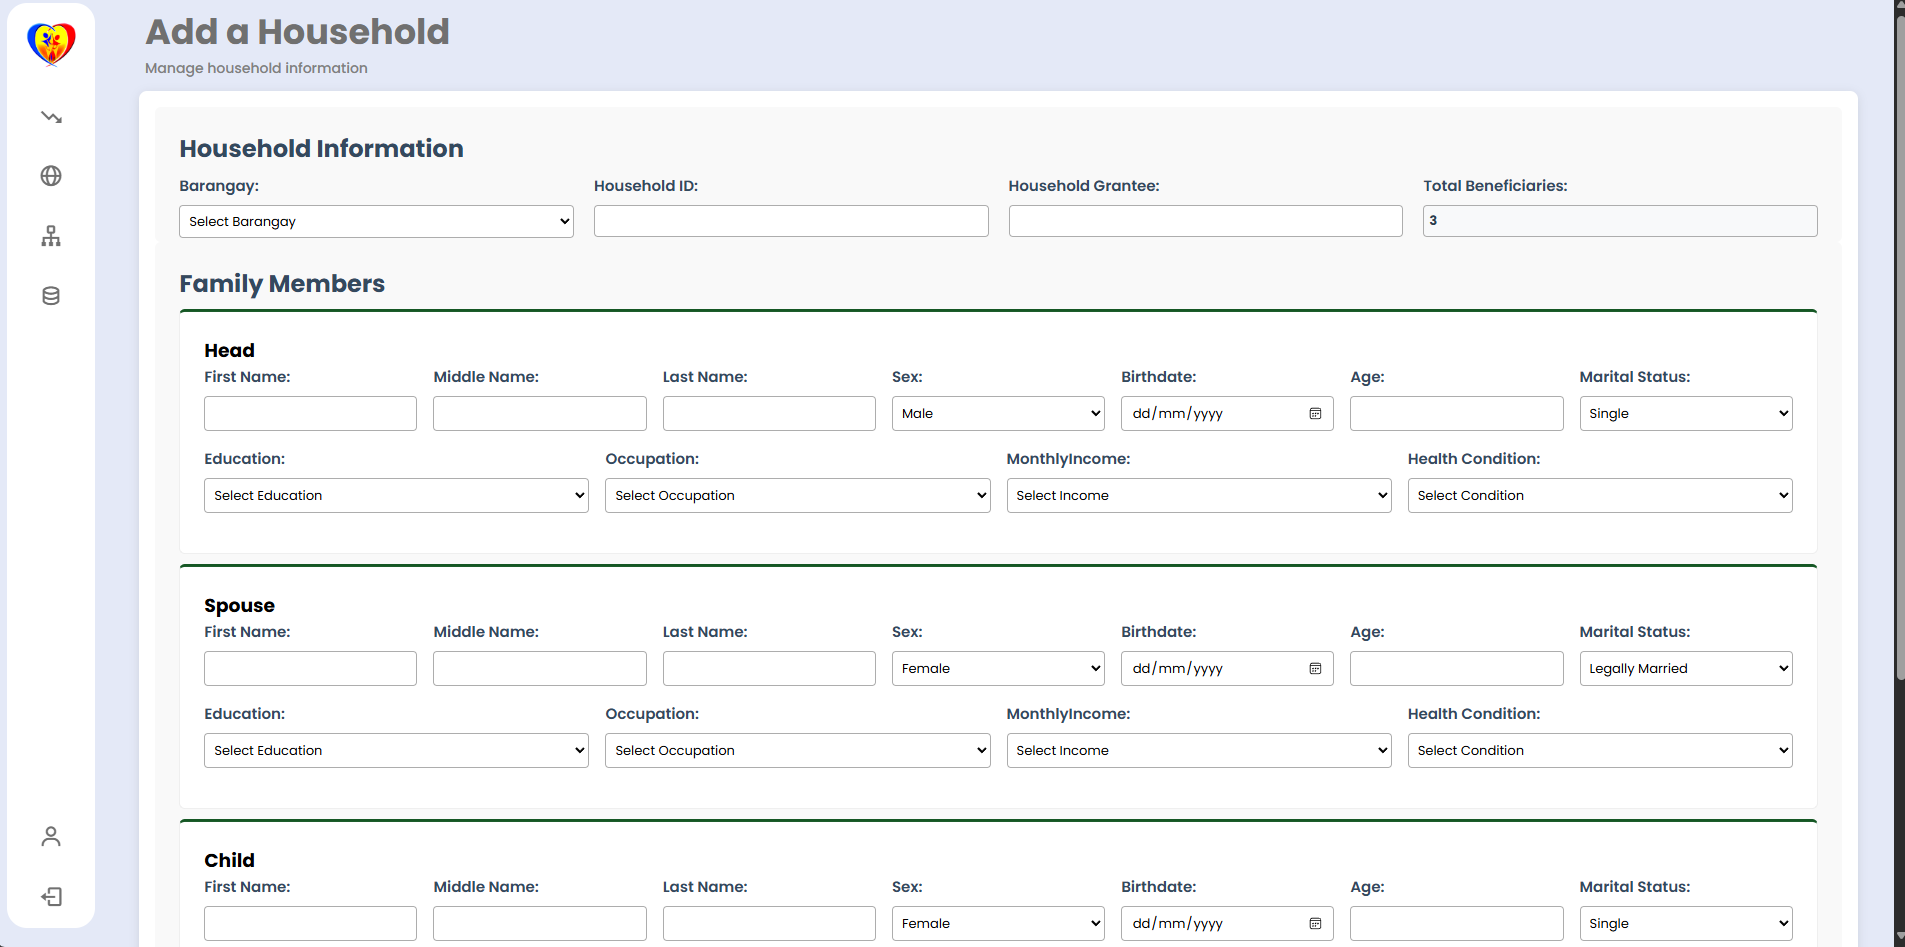 Add a Household
Manage household information
Household Information
Barangay: Household ID: Household Grantee: Total Beneficiaries:
Select Barangay 3
Family Members
Head
First Name: Middle Name: Last Name: Sex: Birthdate: Age: Marital Status:
Male dd/mm/yyyy Single
Education: Occupation: MonthlyIncome: Health Condition:
Select Education Select Occupation Select Income Select Condition
Spouse
First Name: Middle Name: Last Name: Sex: Birthdate: Age: Marital Status:
Female dd/mm/yyyy Legally Married
Education: Occupation: MonthlyIncome: Health Condition:
Select Education Select Occupation Select Income Select Condition
Child
First Name: Middle Name: Last Name: Sex: Birthdate: Age: Marital Status:
Female dd/mm/yyyy Single